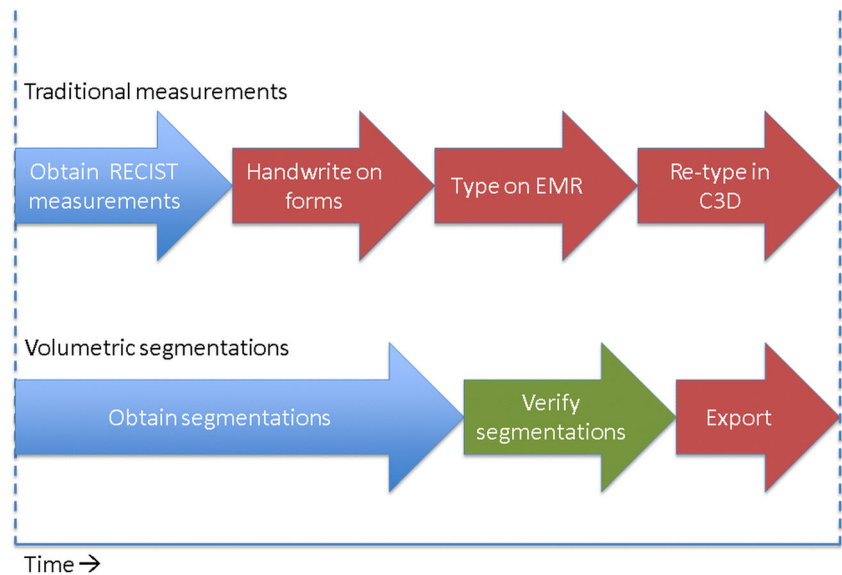 Traditional measurements
Obtain RECIST
measurements
Handwrite on
forms
Type on EMR
Re-type in
C3D
Volumetric segmentations
Obtain segmentations
Verify
segmentations
Export
Time →